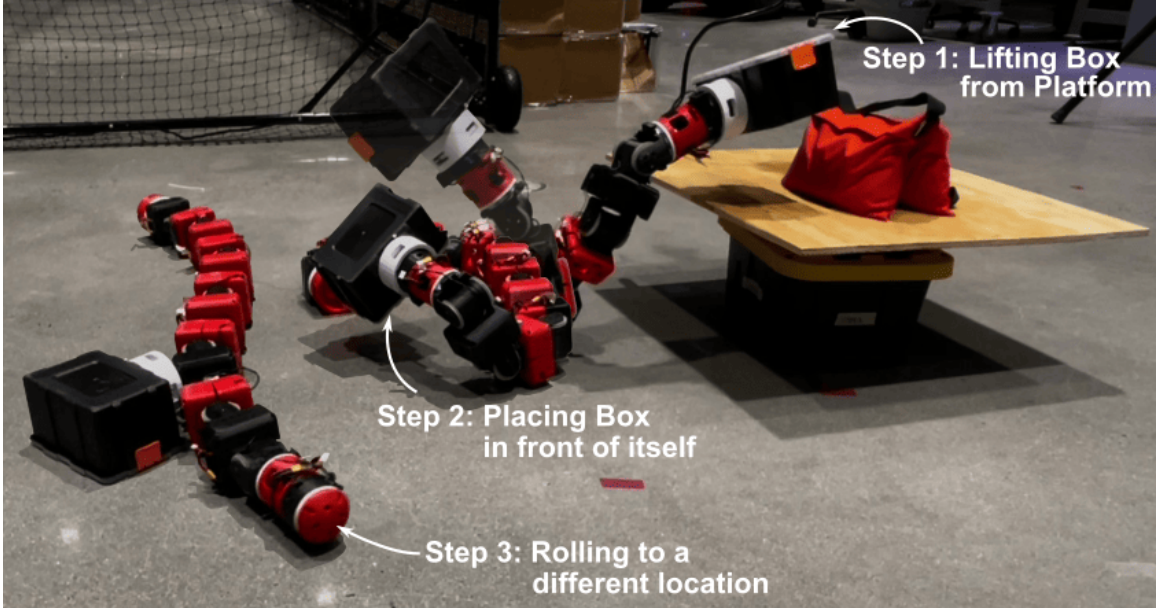 Step 1: Lifting Box
from Platform
Step 2: Placing Box
in front of itself
Step 3: Rolling to a
different location